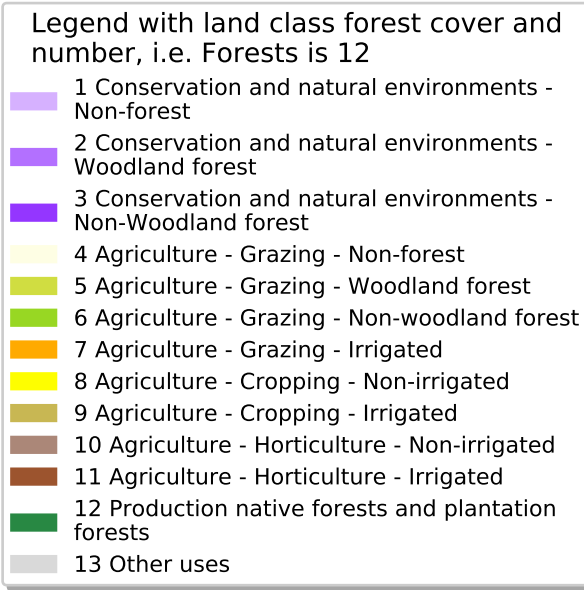 Legend with land class forest cover and
number, i.e. Forests is 12
1 Conservation and natural environments -
Non-forest
2 Conservation and natural environments -
Woodland forest
3 Conservation and natural environments -
Non-Woodland forest
4 Agriculture - Grazing - Non-forest
5 Agriculture - Grazing - Woodland forest
6 Agriculture - Grazing - Non-woodland forest
7 Agriculture - Grazing - Irrigated
8 Agriculture - Cropping - Non-irrigated
9 Agriculture - Cropping - Irrigated
10 Agriculture - Horticulture - Non-irrigated
11 Agriculture - Horticulture - Irrigated
12 Production native forests and plantation
forests
13 Other uses